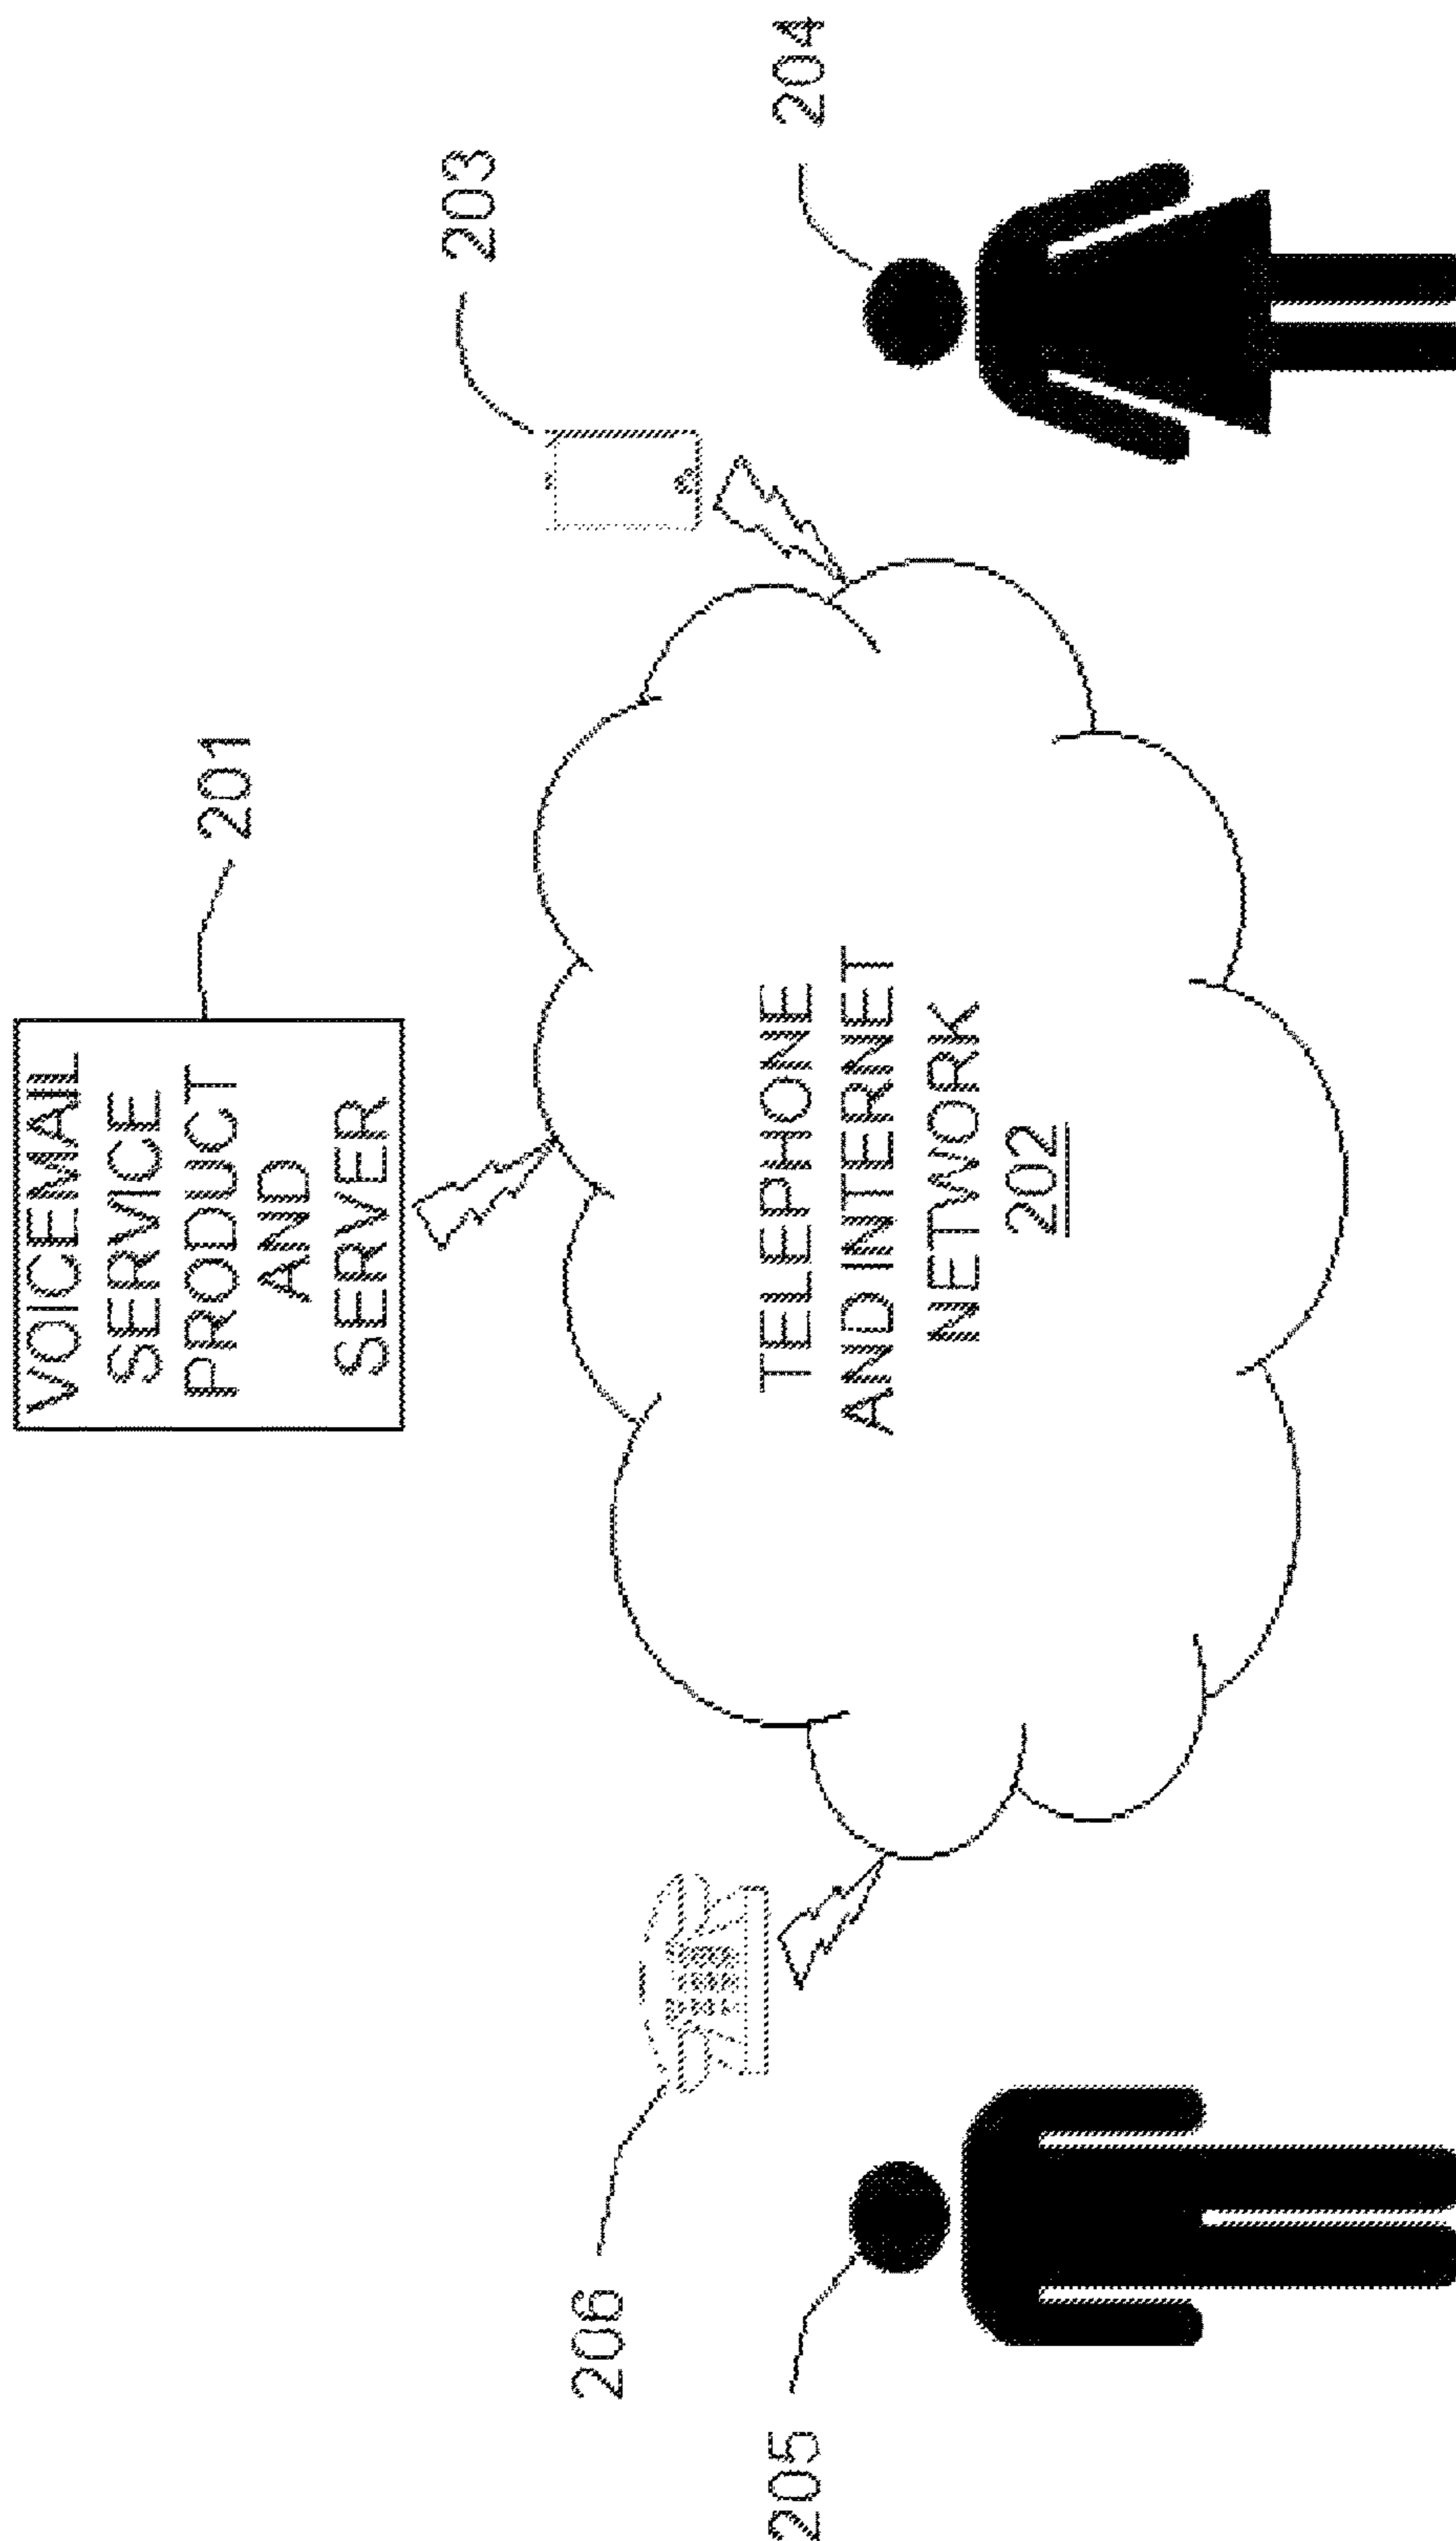 VOICEMAIL
SERVICE
PRODUCT
AND
SERVER
201
206
203
TELEPHONE
AND INTERNET
NETWORK
202
205
204